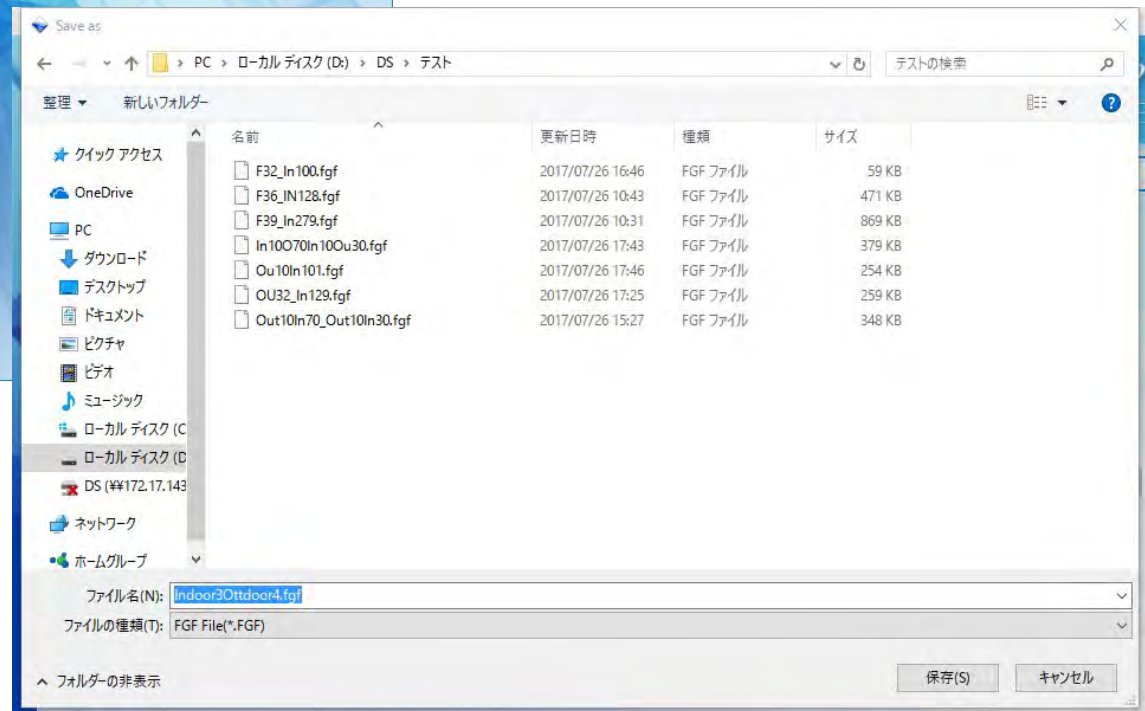 Save as
PC › ローカル ディスク (D:) › DS › テスト
テストの検索
整理 新しいフォルダー
名前 更新日時 種類 サイズ
F32_In100.fgf 2017/07/26 16:46 FGF ファイル 59 KB
F36_IN128.fgf 2017/07/26 10:43 FGF ファイル 471 KB
F39_In279.fgf 2017/07/26 10:31 FGF ファイル 869 KB
In10O70In10Ou30.fgf 2017/07/26 17:43 FGF ファイル 379 KB
Ou10In101.fgf 2017/07/26 17:46 FGF ファイル 254 KB
OU32_In129.fgf 2017/07/26 17:25 FGF ファイル 259 KB
Out10In70_Out10In30.fgf 2017/07/26 15:27 FGF ファイル 348 KB
クイック アクセス
OneDrive
PC
ダウンロード
デスクトップ
ドキュメント
ピクチャ
ビデオ
ミュージック
ローカル ディスク (C
ローカル ディスク (D
DS (¥¥172.17.143
ネットワーク
ホームグループ
ファイル名(N): Indoor3Ottdoor4.fgf
ファイルの種類(T): FGF File(*.FGF)
フォルダーの非表示
保存(S) キャンセル